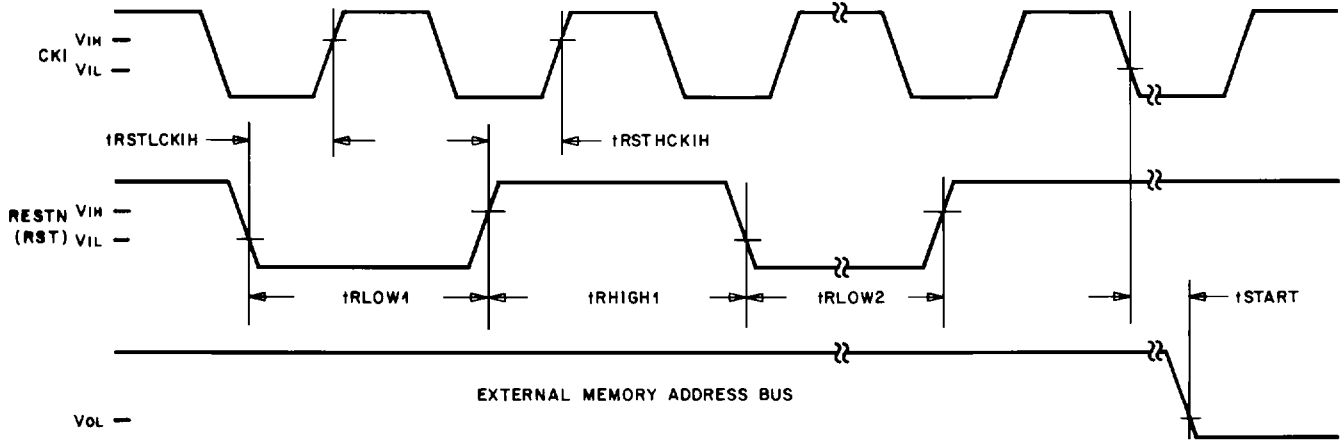 CKI VIH
VIL
tRSTLCKIH
tRSTHCKIH
RESTN
(RST)
VIH
VIL
tRLOW1
tRHIGH1
tRLOW2
tSTART
EXTERNAL MEMORY ADDRESS BUS
VOL